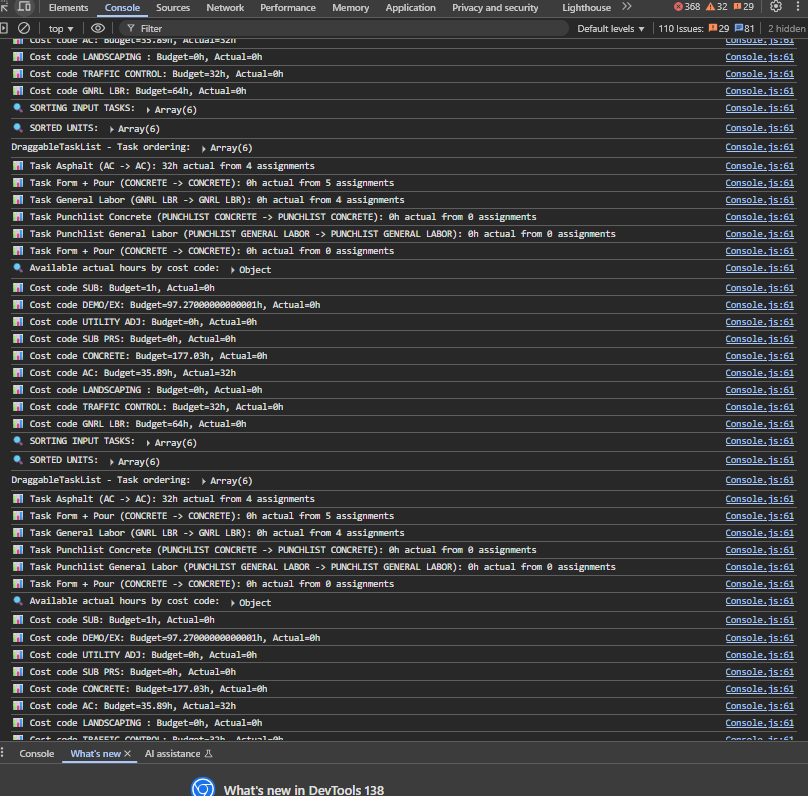 Elements Console Sources Network Performance Memory Application Privacy and security Lighthouse 368 32 29
top Filter Default levels 110 Issues: 29 81 2 hidden
Cost code AC: Budget=35.89h, Actual=32h Console.js:61
Cost code LANDSCAPING : Budget=0h, Actual=0h Console.js:61
Cost code TRAFFIC CONTROL: Budget=32h, Actual=0h Console.js:61
Cost code GNRL LBR: Budget=64h, Actual=0h Console.js:61
SORTING INPUT TASKS: Array(6) Console.js:61
SORTED UNITS: Array(6) Console.js:61
DraggableTaskList - Task ordering: Array(6) Console.js:61
Task Asphalt (AC -> AC): 32h actual from 4 assignments Console.js:61
Task Form + Pour (CONCRETE -> CONCRETE): 0h actual from 5 assignments Console.js:61
Task General Labor (GNRL LBR -> GNRL LBR): 0h actual from 4 assignments Console.js:61
Task Punchlist Concrete (PUNCHLIST CONCRETE -> PUNCHLIST CONCRETE): 0h actual from 0 assignments Console.js:61
Task Punchlist General Labor (PUNCHLIST GENERAL LABOR -> PUNCHLIST GENERAL LABOR): 0h actual from 0 assignments Console.js:61
Task Form + Pour (CONCRETE -> CONCRETE): 0h actual from 0 assignments Console.js:61
Available actual hours by cost code: Object Console.js:61
Cost code SUB: Budget=1h, Actual=0h Console.js:61
Cost code DEMO/EX: Budget=97.27000000000001h, Actual=0h Console.js:61
Cost code UTILITY ADJ: Budget=0h, Actual=0h Console.js:61
Cost code SUB PRS: Budget=0h, Actual=0h Console.js:61
Cost code CONCRETE: Budget=177.03h, Actual=0h Console.js:61
Cost code AC: Budget=35.89h, Actual=32h Console.js:61
Cost code LANDSCAPING : Budget=0h, Actual=0h Console.js:61
Cost code TRAFFIC CONTROL: Budget=32h, Actual=0h Console.js:61
Cost code GNRL LBR: Budget=64h, Actual=0h Console.js:61
SORTING INPUT TASKS: Array(6) Console.js:61
SORTED UNITS: Array(6) Console.js:61
DraggableTaskList - Task ordering: Array(6) Console.js:61
Task Asphalt (AC -> AC): 32h actual from 4 assignments Console.js:61
Task Form + Pour (CONCRETE -> CONCRETE): 0h actual from 5 assignments Console.js:61
Task General Labor (GNRL LBR -> GNRL LBR): 0h actual from 4 assignments Console.js:61
Task Punchlist Concrete (PUNCHLIST CONCRETE -> PUNCHLIST CONCRETE): 0h actual from 0 assignments Console.js:61
Task Punchlist General Labor (PUNCHLIST GENERAL LABOR -> PUNCHLIST GENERAL LABOR): 0h actual from 0 assignments Console.js:61
Task Form + Pour (CONCRETE -> CONCRETE): 0h actual from 0 assignments Console.js:61
Available actual hours by cost code: Object Console.js:61
Cost code SUB: Budget=1h, Actual=0h Console.js:61
Cost code DEMO/EX: Budget=97.27000000000001h, Actual=0h Console.js:61
Cost code UTILITY ADJ: Budget=0h, Actual=0h Console.js:61
Cost code SUB PRS: Budget=0h, Actual=0h Console.js:61
Cost code CONCRETE: Budget=177.03h, Actual=0h Console.js:61
Cost code AC: Budget=35.89h, Actual=32h Console.js:61
Cost code LANDSCAPING : Budget=0h, Actual=0h Console.js:61
Cost code TRAFFIC CONTROL: Budget=32h, Actual=0h Console.js:61
Console What's new AI assistance
What's new in DevTools 138